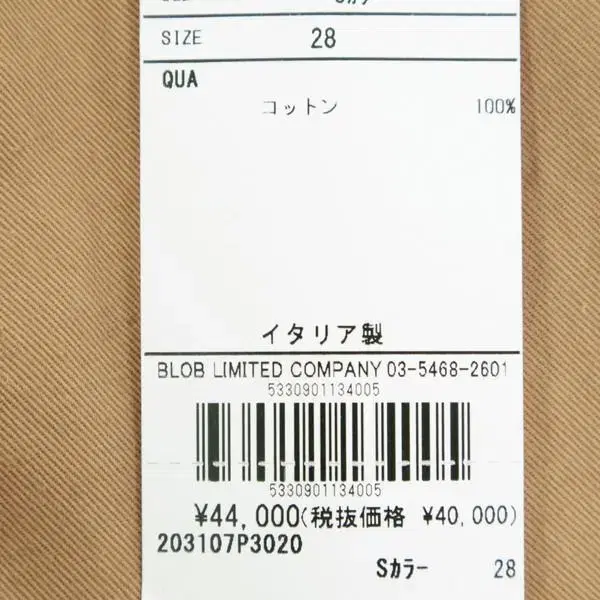 SIZE 28
QUA
コットン 100%
イタリア製
BLOB LIMITED COMPANY 03-5468-2601
5330901134005
5330901134005
¥44,000(税抜価格 ¥40,000)
203107P3020
Sカラー 28